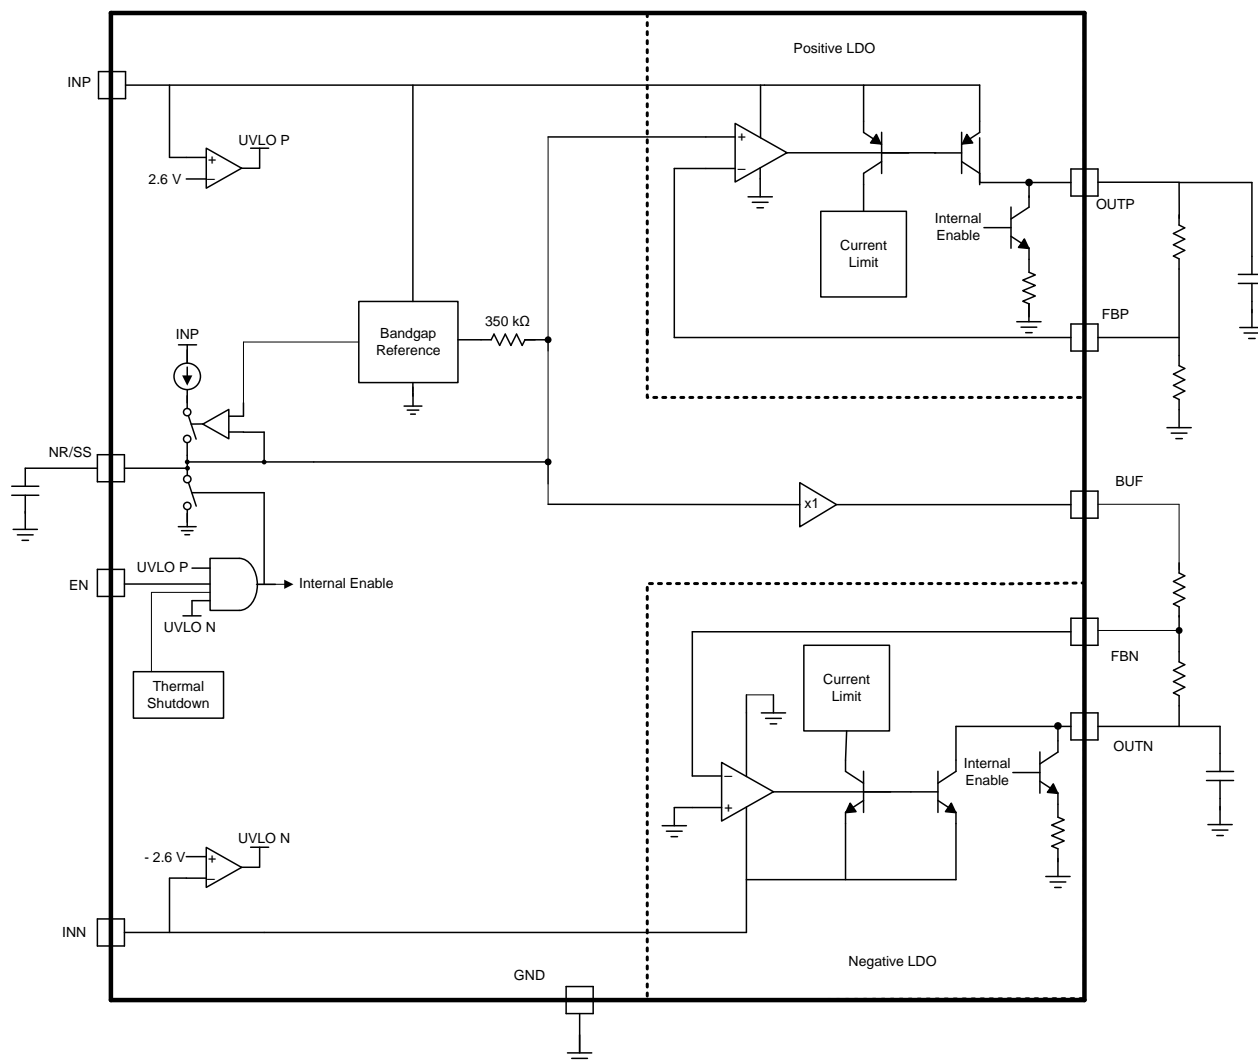 Positive LDO
INP
UVLO P
+
2.6 V
−
+
−
OUTP
Internal
Enable
Current
Limit
FBP
350 kΩ
INP
Bandgap
Reference
NR/SS
BUF
x1
UVLO P
EN
Internal Enable
UVLO N
FBN
Thermal
Shutdown
Current
Limit
OUTN
Internal
Enable
−
+
UVLO N
- 2.6 V
+
−
INN
Negative LDO
GND